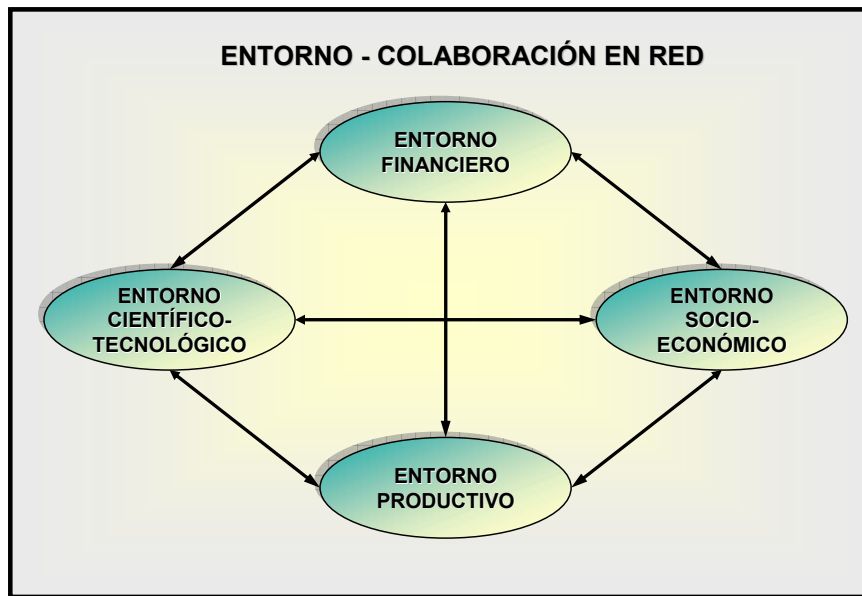 ENTORNO - COLABORACIÓN EN RED
ENTORNO
FINANCIERO
ENTORNO
CIENTÍFICO-
TECNOLÓGICO
ENTORNO
SOCIO-
ECONÓMICO
ENTORNO
PRODUCTIVO